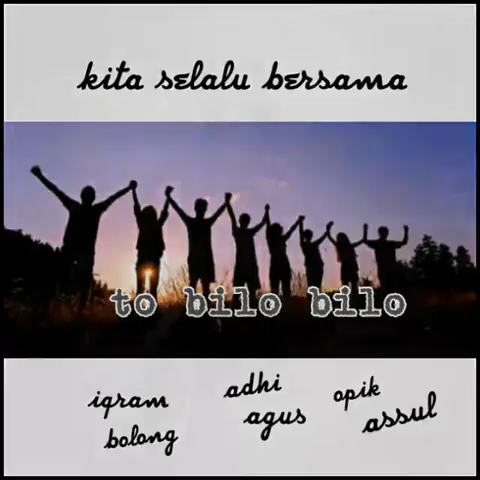 kita selalu bersama
to bilo bilo
iqram adhi opik
bolong agus assul